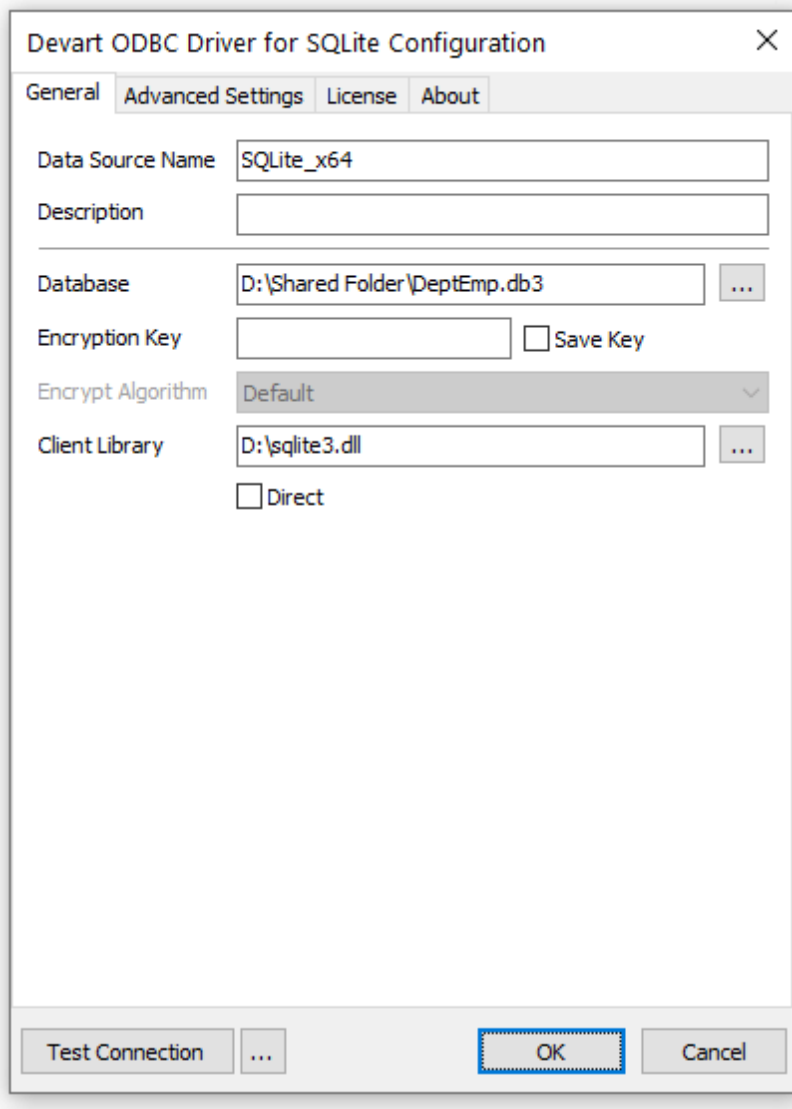 Devart ODBC Driver for SQLite Configuration
General Advanced Settings License About
Data Source Name SQLite_x64
Description
Database D:\Shared Folder\DeptEmp.db3 ...
Encryption Key Save Key
Encrypt Algorithm Default
Client Library D:\sqlite3.dll ...
Direct
Test Connection ... OK Cancel